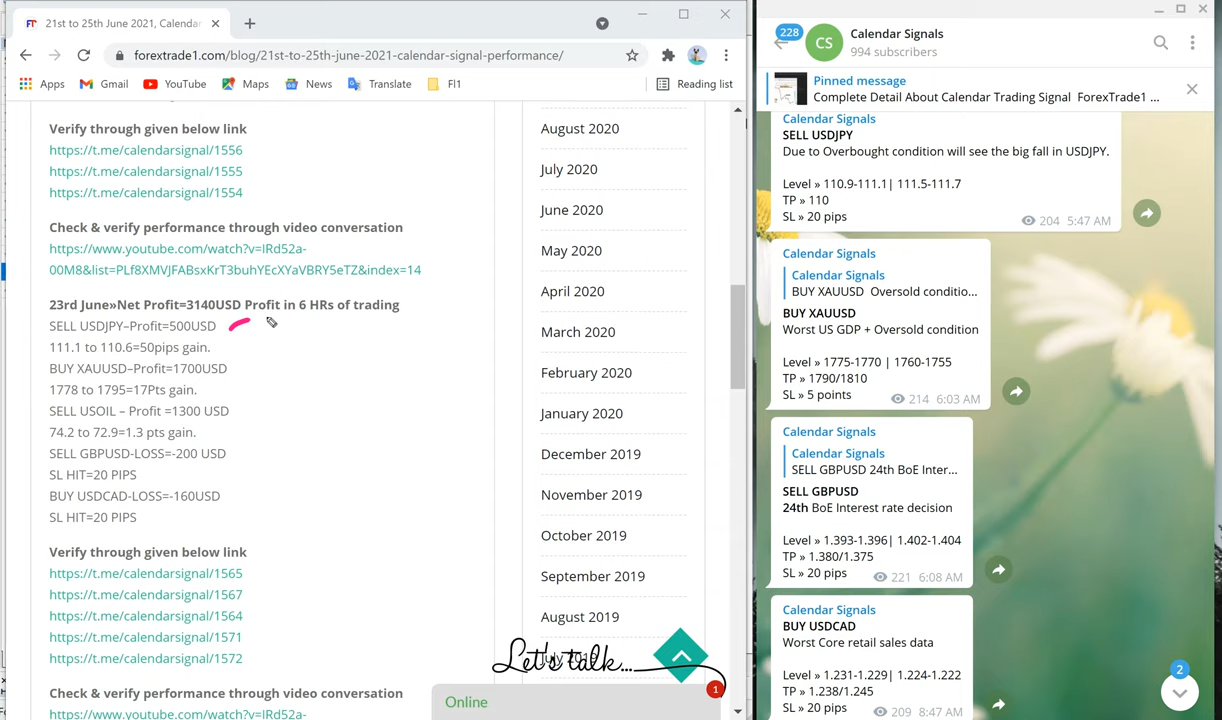 21st to 25th June 2021, Calendar
forextrade1.com/blog/21st-to-25th-june-2021-calendar-signal-performance/
Apps
Gmail
YouTube
Maps
News
Translate
Fl1
Reading list
Verify through given below link
https://t.me/calendarsignal/1556
https://t.me/calendarsignal/1555
https://t.me/calendarsignal/1554
Check & verify performance through video conversation
https://www.youtube.com/watch?v=IRd52a-
00M8&list=PLf8XMVJFABsxKrT3buhYEcXYaVBRY5eTZ&index=14
23rd June»Net Profit=3140USD Profit in 6 HRs of trading
SELL USDJPY–Profit=500USD
111.1 to 110.6=50pips gain.
BUY XAUUSD–Profit=1700USD
1778 to 1795=17Pts gain.
SELL USOIL – Profit =1300 USD
74.2 to 72.9=1.3 pts gain.
SELL GBPUSD-LOSS=-200 USD
SL HIT=20 PIPS
BUY USDCAD-LOSS=-160USD
SL HIT=20 PIPS
Verify through given below link
https://t.me/calendarsignal/1565
https://t.me/calendarsignal/1567
https://t.me/calendarsignal/1564
https://t.me/calendarsignal/1571
https://t.me/calendarsignal/1572
Check & verify performance through video conversation
https://www.youtube.com/watch?v=IRd52a-
August 2020
July 2020
June 2020
May 2020
April 2020
March 2020
February 2020
January 2020
December 2019
November 2019
October 2019
September 2019
August 2019
July 2019
Let's talk...
1
Online
228
CS
Calendar Signals
994 subscribers
Pinned message
Complete Detail About Calendar Trading Signal ForexTrade1 ...
Calendar Signals
SELL USDJPY
Due to Overbought condition will see the big fall in USDJPY.
Level » 110.9-111.1| 111.5-111.7
TP » 110
SL » 20 pips
204 5:47 AM
Calendar Signals
Calendar Signals
BUY XAUUSD Oversold conditio...
BUY XAUUSD
Worst US GDP + Oversold condition
Level » 1775-1770 | 1760-1755
TP » 1790/1810
SL » 5 points
214 6:03 AM
Calendar Signals
Calendar Signals
SELL GBPUSD 24th BoE Inter...
SELL GBPUSD
24th BoE Interest rate decision
Level » 1.393-1.396| 1.402-1.404
TP » 1.380/1.375
SL » 20 pips
221 6:08 AM
Calendar Signals
BUY USDCAD
Worst Core retail sales data
Level » 1.231-1.229| 1.224-1.222
TP » 1.238/1.245
SL » 20 pips
209 8:47 AM
2